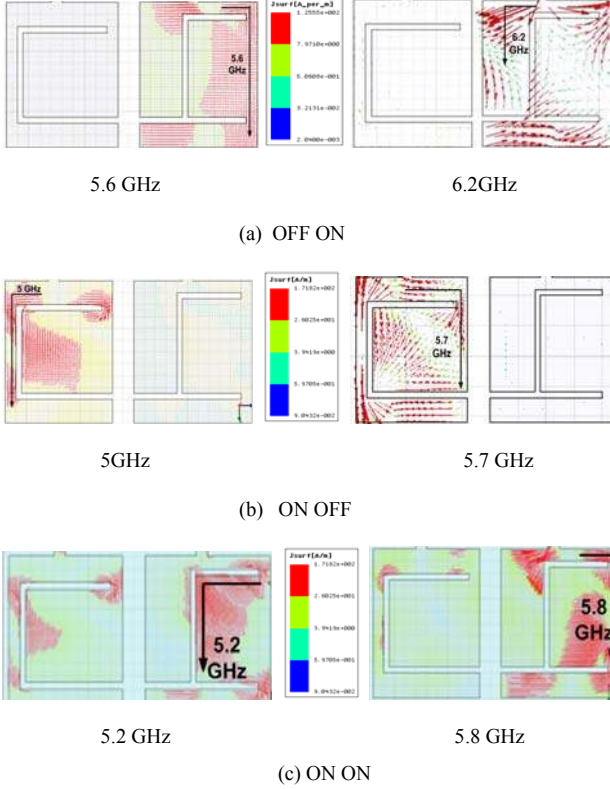 Jsurf[A_per_m]
1.2555e+002
7.9710e+000
5.0609e-001
3.2131e-002
2.0400e-003
5.6
GHz
6.2
GHz
5.6 GHz
6.2GHz
(a) OFF ON
5 GHz
Jsurf[A/m]
1.7182e+002
2.6025e+001
3.9419e+000
5.9705e-001
9.0432e-002
5.7
GHz
5GHz
5.7 GHz
(b) ON OFF
5.2
GHz
Jsurf[A/m]
1.7182e+002
2.6025e+001
3.9419e+000
5.9705e-001
9.0432e-002
5.8
GHz
5.2 GHz
5.8 GHz
(c) ON ON